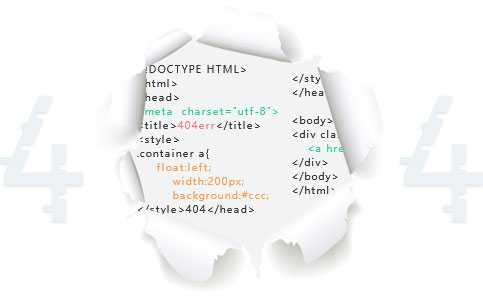 4
!DOCTYPE HTML>
html>
head>
meta charset="utf-8">
<title>404err</title>
<style>
.container a{
float:left;
width:200px;
background:#ccc;
</style>404</head>
</sty
</hea
<body>
<div cla
<a hre
</div>
</body>
</html>
4